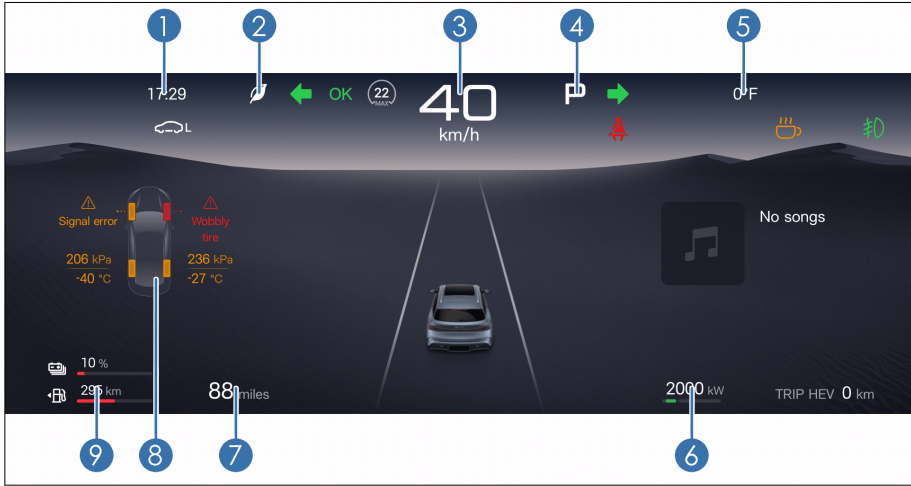 1
2
3
4
5
17:29
OK
22
MAX
40
km/h
P
0°F
L
Signal error
Wobbly
tire
206 kPa
-40 °C
236 kPa
-27 °C
No songs
10 %
295 km
88 miles
2000 kW
TRIP HEV 0 km
9
8
7
6